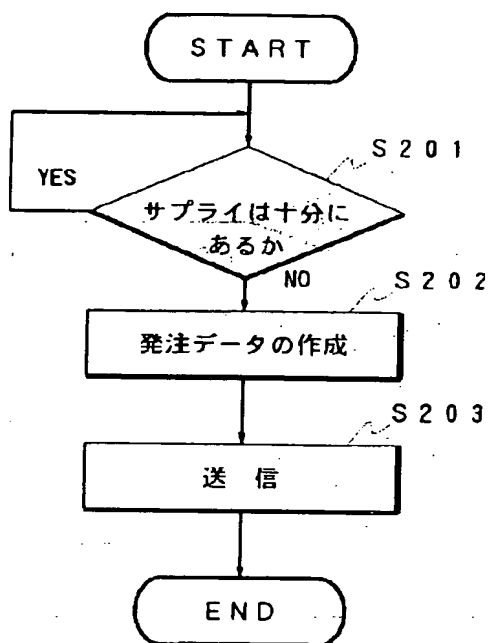 START
S201
YES
サプライは十分に
あるか
NO
S202
発注データの作成
S203
送 信
END